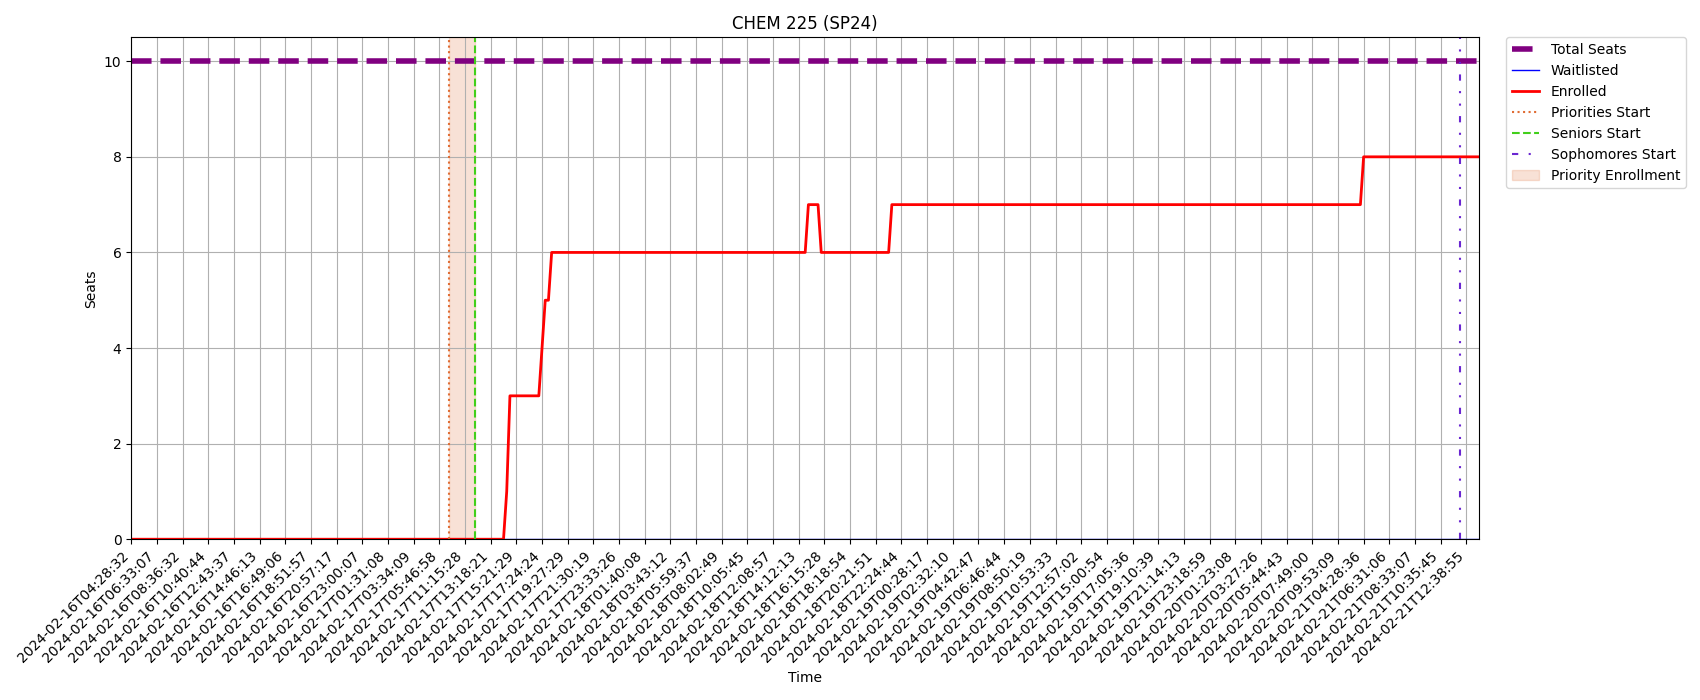 CHEM 225 (SP24)
Total Seats
Waitlisted
Enrolled
Priorities Start
Seniors Start
Sophomores Start
Priority Enrollment
Seats
10
8
6
4
2
0
2024-02-16T04:28:32
2024-02-16T06:33:07
2024-02-16T08:36:32
2024-02-16T10:40:44
2024-02-16T12:43:37
2024-02-16T14:46:13
2024-02-16T16:49:06
2024-02-16T18:51:57
2024-02-16T20:57:17
2024-02-16T23:00:07
2024-02-17T01:31:08
2024-02-17T03:34:09
2024-02-17T05:46:58
2024-02-17T11:15:28
2024-02-17T13:18:21
2024-02-17T15:21:29
2024-02-17T17:24:24
2024-02-17T19:27:29
2024-02-17T21:30:19
2024-02-17T23:33:26
2024-02-18T01:40:08
2024-02-18T03:43:12
2024-02-18T05:59:37
2024-02-18T08:02:49
2024-02-18T10:05:45
2024-02-18T12:08:57
2024-02-18T14:12:13
2024-02-18T16:15:28
2024-02-18T18:18:54
2024-02-18T20:21:51
2024-02-18T22:24:44
2024-02-19T00:28:17
2024-02-19T02:32:10
2024-02-19T04:42:47
2024-02-19T06:46:44
2024-02-19T08:50:19
2024-02-19T10:53:33
2024-02-19T12:57:02
2024-02-19T15:00:54
2024-02-19T17:05:36
2024-02-19T19:10:39
2024-02-19T21:14:13
2024-02-19T23:18:59
2024-02-20T01:23:08
2024-02-20T03:27:26
2024-02-20T05:44:43
2024-02-20T07:49:00
2024-02-20T09:53:09
2024-02-21T04:28:36
2024-02-21T06:31:06
2024-02-21T08:33:07
2024-02-21T10:35:45
2024-02-21T12:38:55
Time